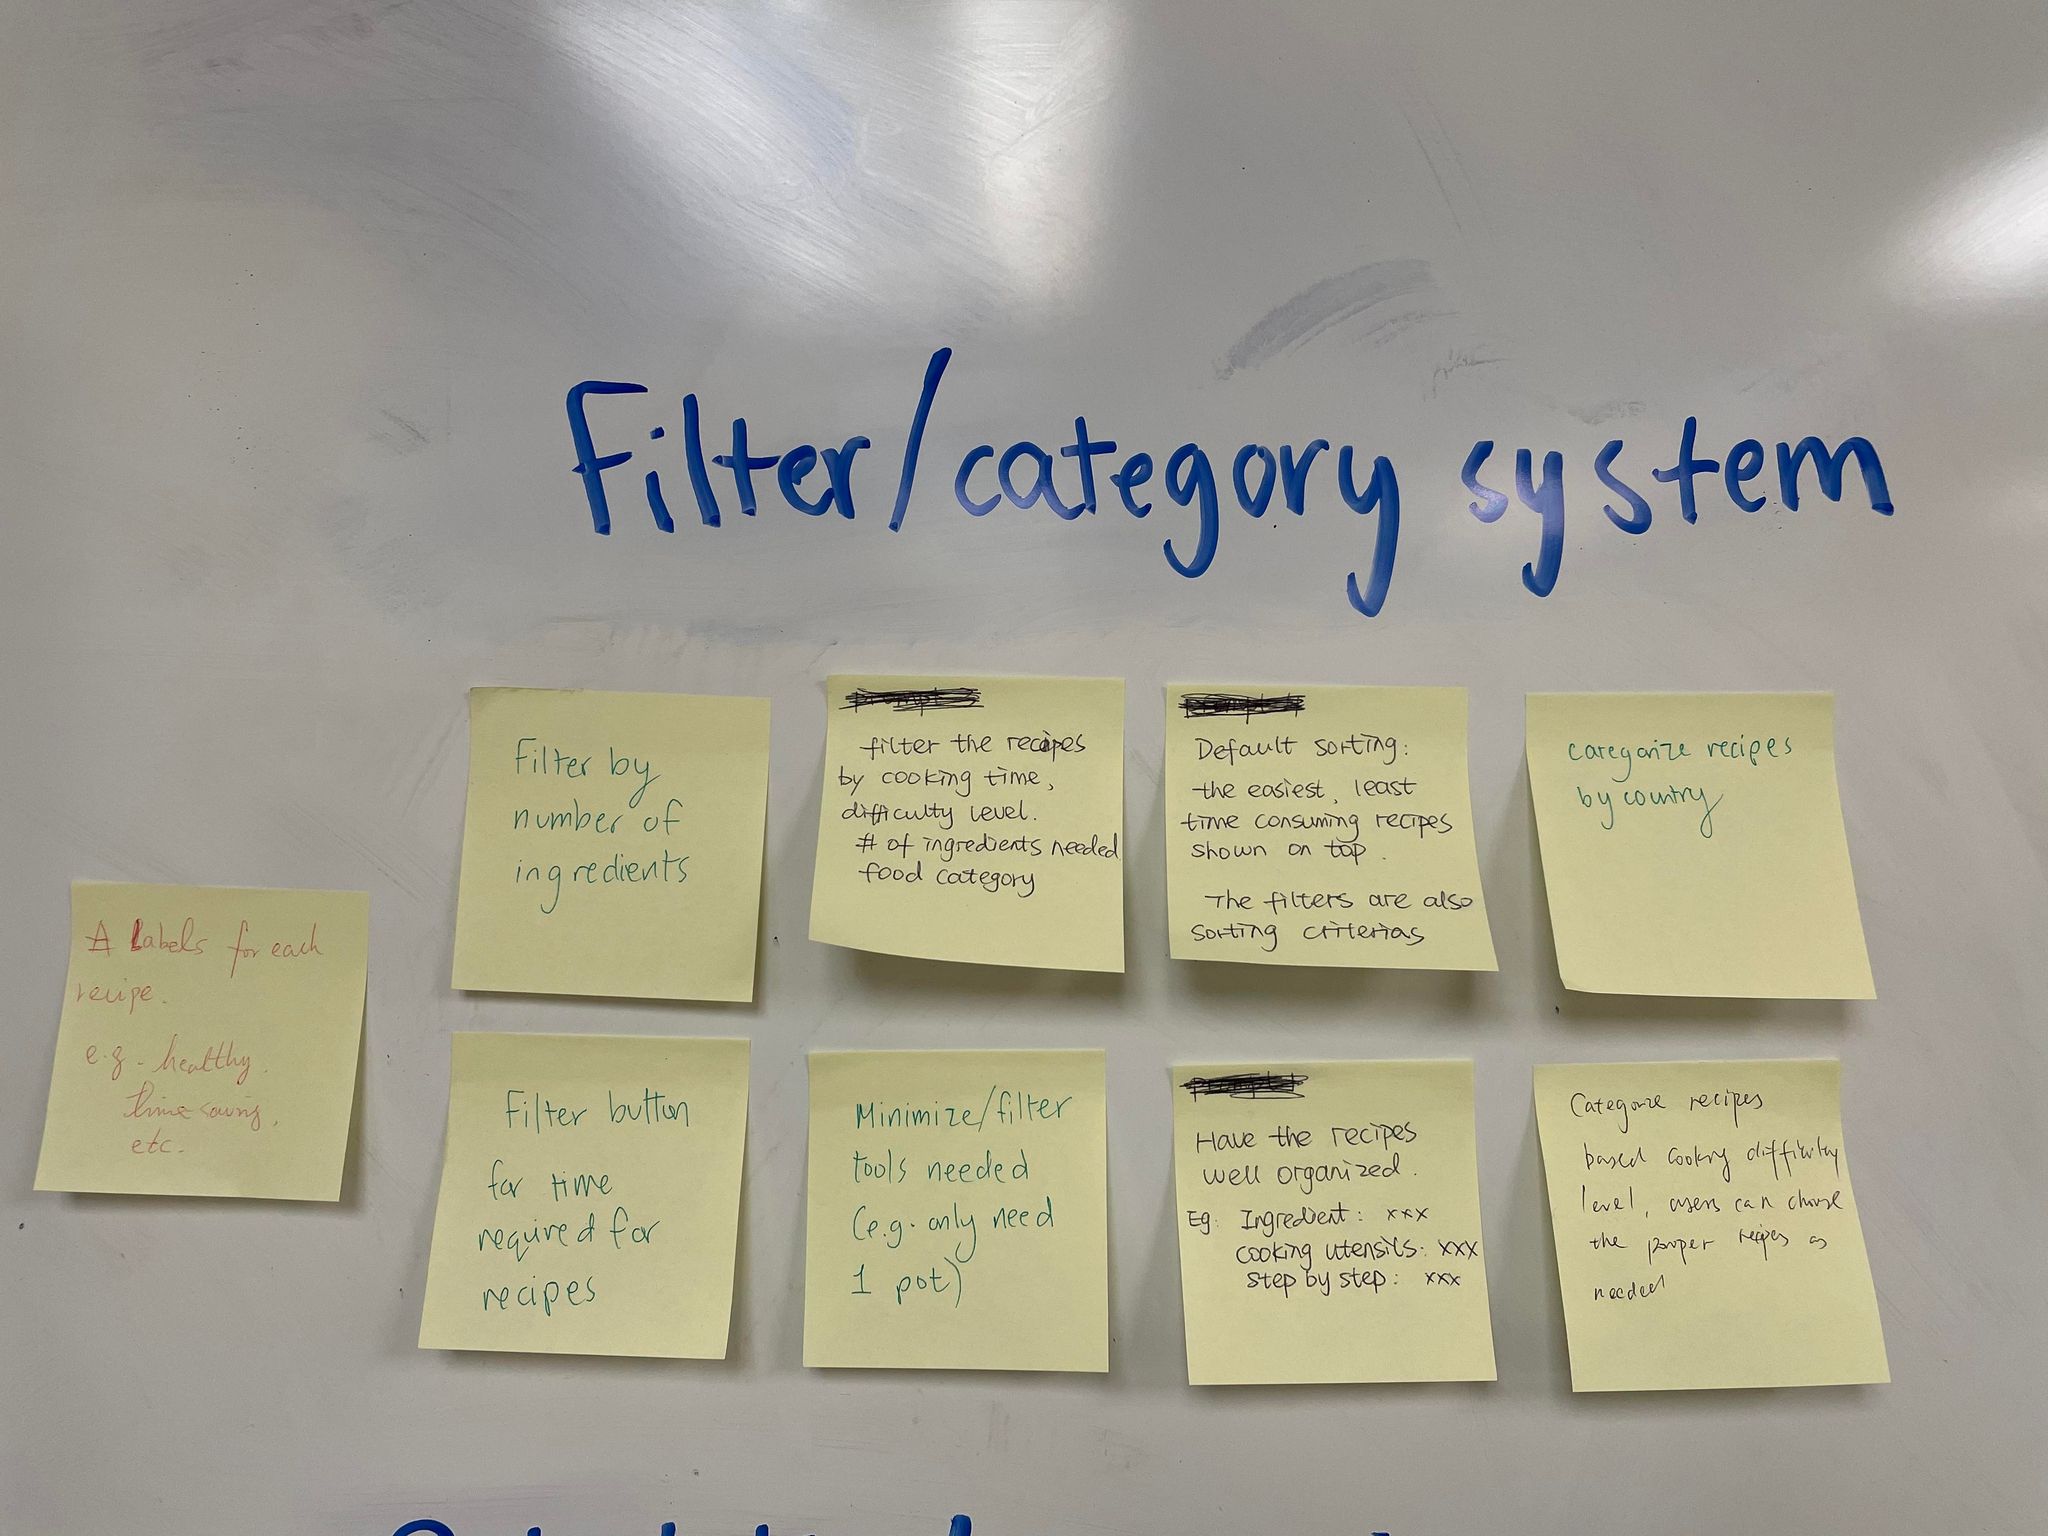 Filter/category system
Filter by
number of
ingredients
filter the recipes
by cooking time,
difficulty level.
# of ingredients needed
food category
Default sorting:
the easiest, least
time consuming recipes
shown on top.
The filters are also
sorting criterias
categorize recipes
by country
A Labels for each
recipe.
e.g. healthy.
time saving,
etc.
Filter button
for time
required for
recipes
Minimize/filter
tools needed
(e.g. only need
1 pot)
Have the recipes
well organized.
Eg: Ingredient: xxx
cooking utensils: xxx
step by step: xxx
Categorize recipes
based cooking difficulty
level, users can choose
the proper recipes as
needed